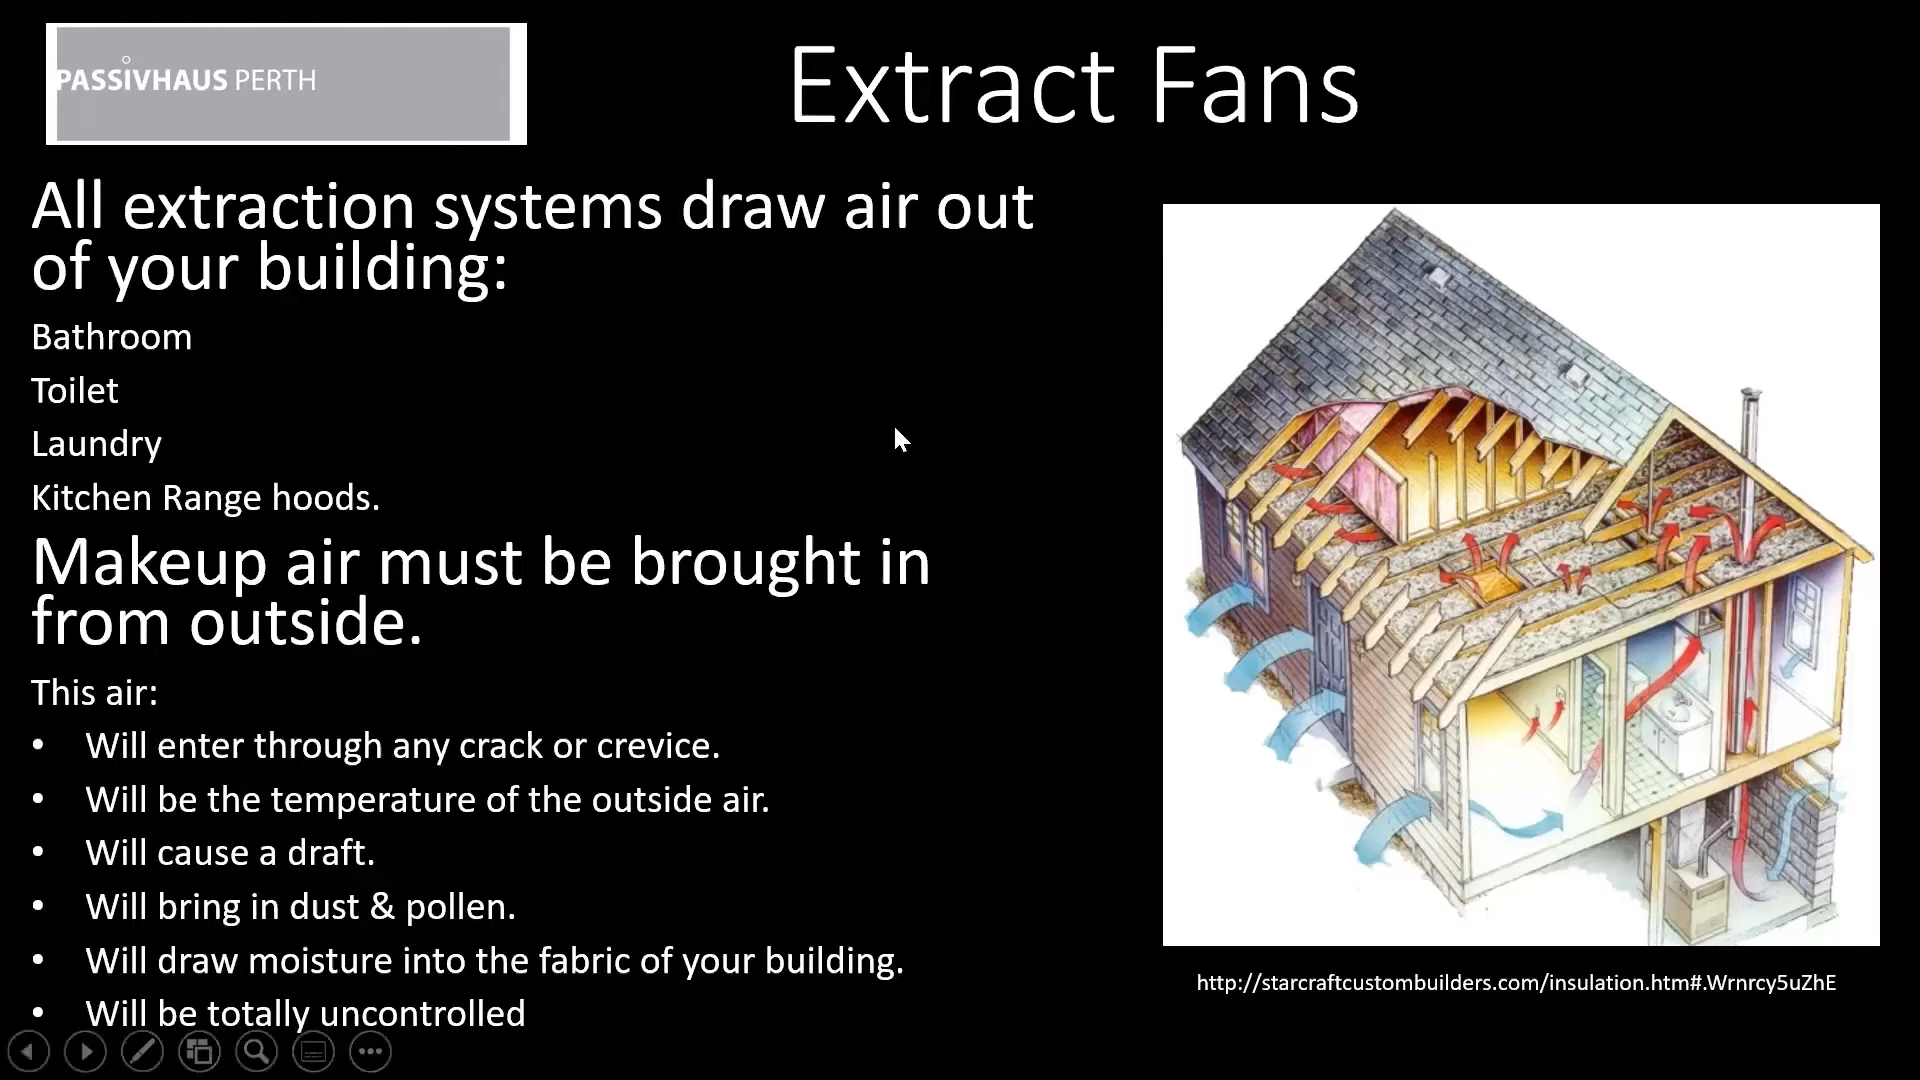 PASSIVHAUS PERTH
Extract Fans
All extraction systems draw air out
of your building:
Bathroom
Toilet
Laundry
Kitchen Range hoods.
Makeup air must be brought in
from outside.
This air:
• Will enter through any crack or crevice.
• Will be the temperature of the outside air.
• Will cause a draft.
• Will bring in dust & pollen.
• Will draw moisture into the fabric of your building.
• Will be totally uncontrolled
http://starcraftcustombuilders.com/insulation.htm#.Wrnrcy5uZhE